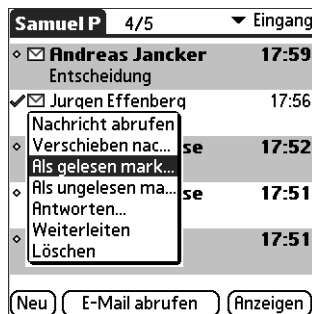 Samuel P 4/5 Eingang
Andreas Jancker 17:59
Entscheidung
Jurgen Effenberg 17:56
Nachricht abrufen
Verschieben nac... se 17:52
Als gelesen mark...
Als ungelesen ma... se 17:51
Antworten...
Weiterleiten 17:51
Löschen
Neu E-Mail abrufen Anzeigen